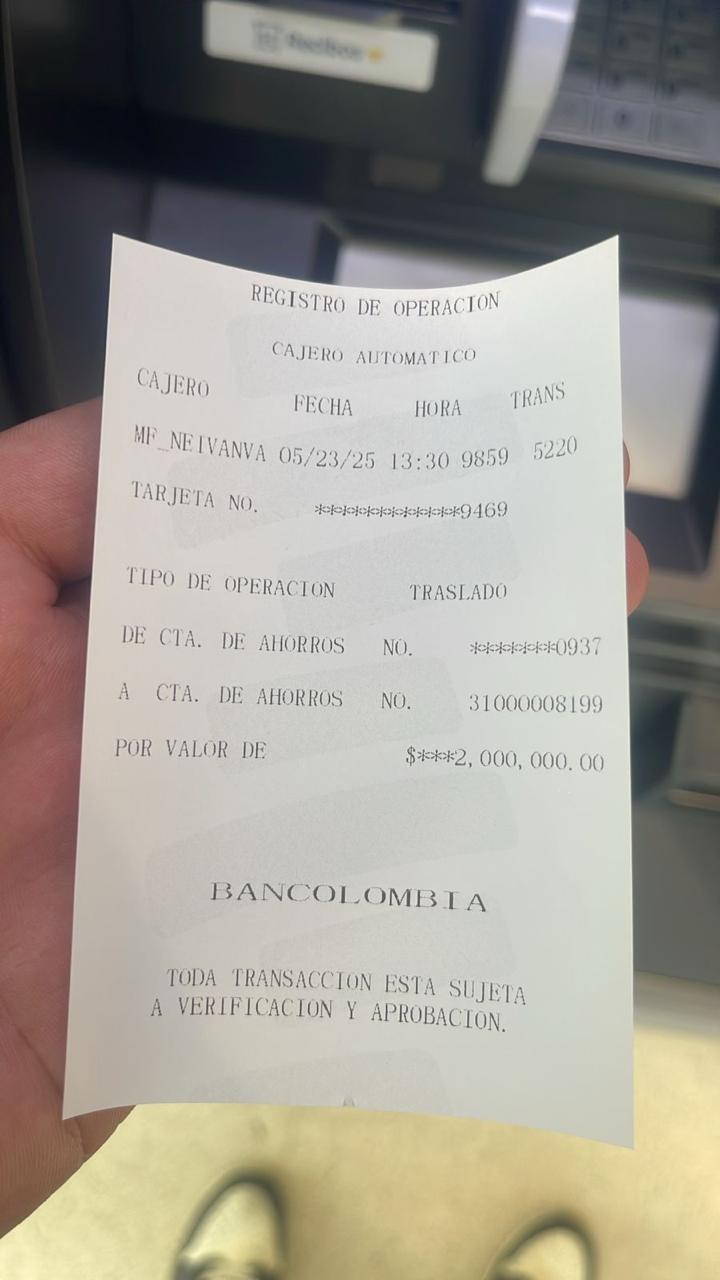 REGISTRO DE OPERACION
CAJERO AUTOMATICO
CAJERO FECHA HORA TRANS
MF_NEIVANVA 05/23/25 13:30 9859 5220
TARJETA NO. ************9469
TIPO DE OPERACION TRASLADO
DE CTA. DE AHORROS NO. *******0937
A CTA. DE AHORROS NO. 31000008199
POR VALOR DE $***2,000,000.00
BANCOLOMBIA
TODA TRANSACCION ESTA SUJETA
A VERIFICACION Y APROBACION.